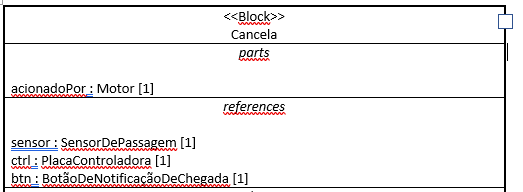 <<Block>>
Cancela
parts
acionadoPor : Motor [1]
references
sensor : SensorDePassagem [1]
ctrl : PlacaControladora [1]
btn : BotãoDeNotificaçãoDeChegada [1]